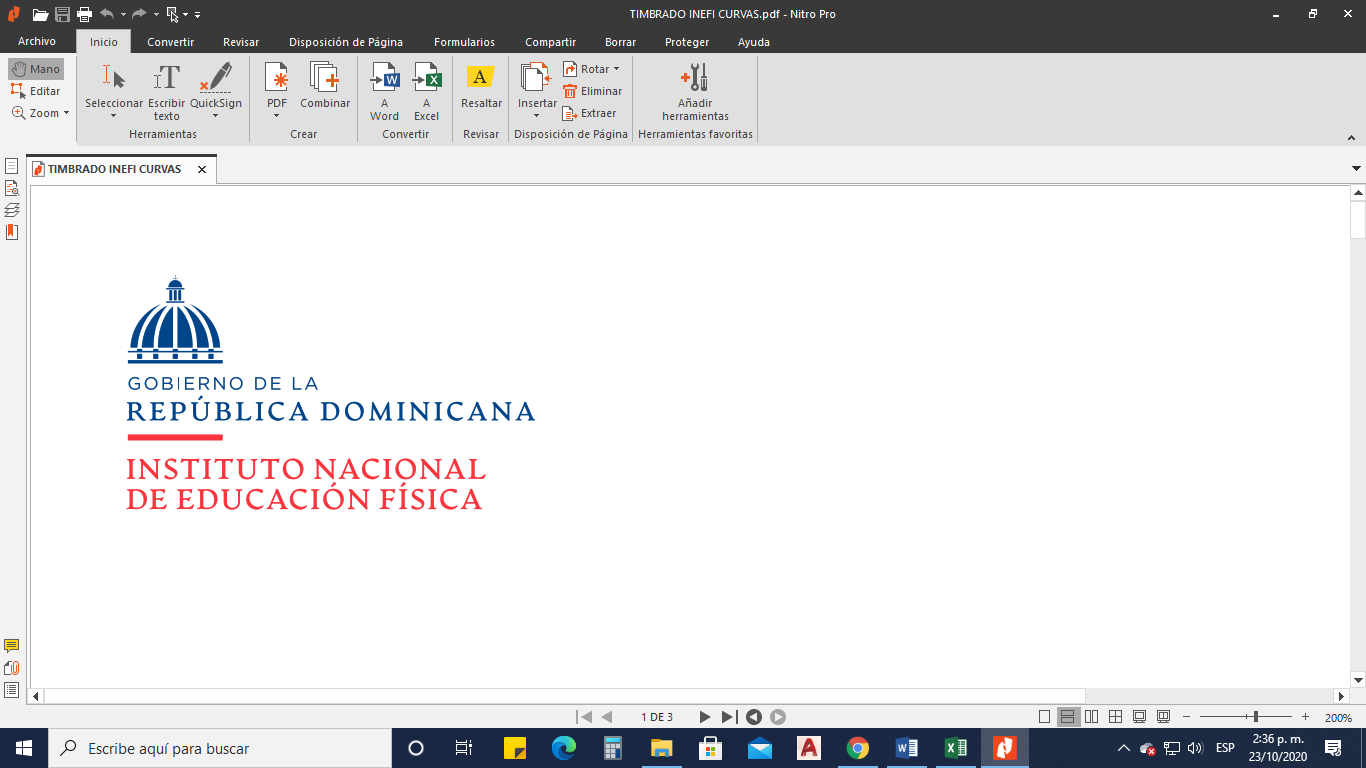 TIMBRADO INEFI CURVAS.pdf - Nitro Pro
Archivo Inicio Convertir Revisar Disposición de Página Formularios Compartir Borrar Proteger Ayuda
Mano
Editar
Zoom
Seleccionar
Escribir
texto
QuickSign
Herramientas
PDF
Combinar
Crear
A
Word
A
Excel
Convertir
Resaltar
Revisar
Insertar
Rotar
Eliminar
Extraer
Disposición de Página
Añadir
herramientas
Herramientas favoritas
TIMBRADO INEFI CURVAS
GOBIERNO DE LA
REPÚBLICA DOMINICANA
INSTITUTO NACIONAL
DE EDUCACIÓN FÍSICA
1 DE 3
200%
Escribe aquí para buscar
ESP
2:36 p. m.
23/10/2020